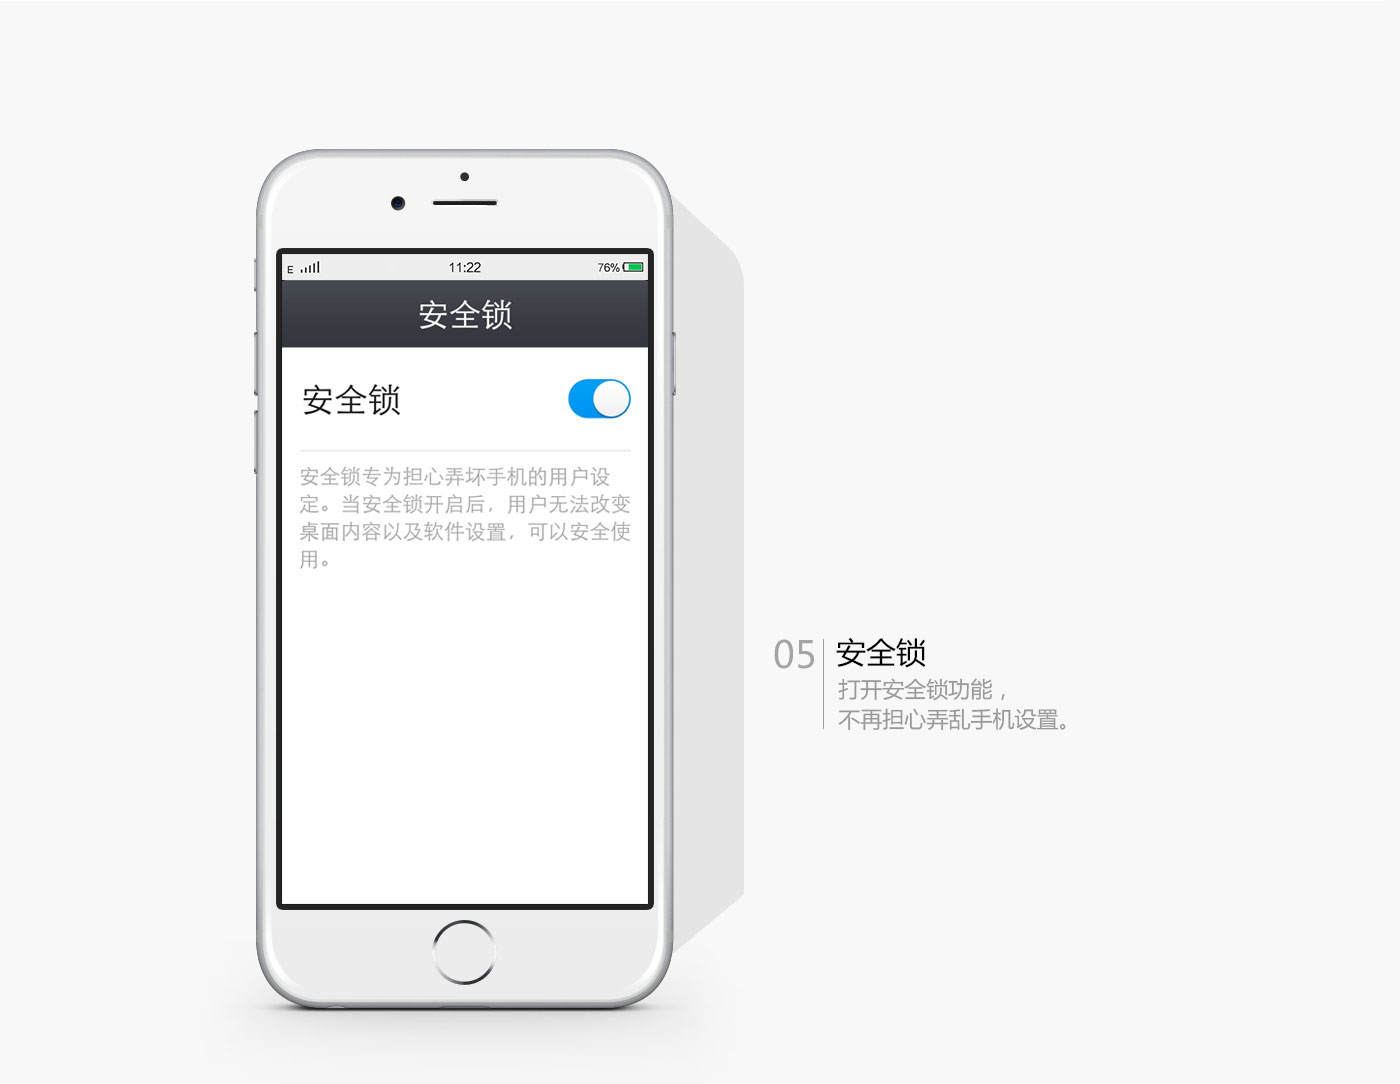 E 11:22 76%
安全锁
安全锁
安全锁专为担心弄坏手机的用户设
定。当安全锁开启后，用户无法改变
桌面内容以及软件设置，可以安全使
用。
05 安全锁
打开安全锁功能，
不再担心弄乱手机设置。